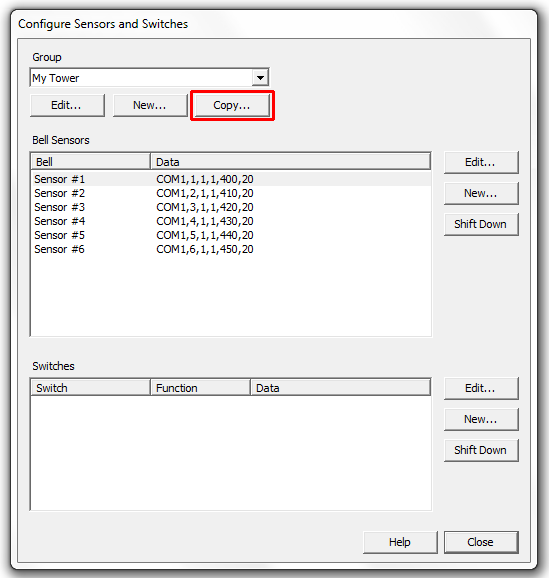 Configure Sensors and Switches
Group
My Tower
Edit... New... Copy...
Bell Sensors
Bell Data
Sensor #1 COM1,1,1,1,400,20
Sensor #2 COM1,2,1,1,410,20
Sensor #3 COM1,3,1,1,420,20
Sensor #4 COM1,4,1,1,430,20
Sensor #5 COM1,5,1,1,440,20
Sensor #6 COM1,6,1,1,450,20
Edit...
New...
Shift Down
Switches
Switch Function Data
Edit...
New...
Shift Down
Help Close